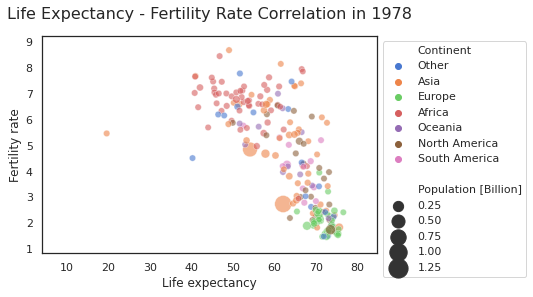 Life Expectancy - Fertility Rate Correlation in 1978
9
8
7
6
5
4
3
2
1
Fertility rate
10 20 30 40 50 60 70 80
Life expectancy
Continent
Other
Asia
Europe
Africa
Oceania
North America
South America
Population [Billion]
0.25
0.50
0.75
1.00
1.25